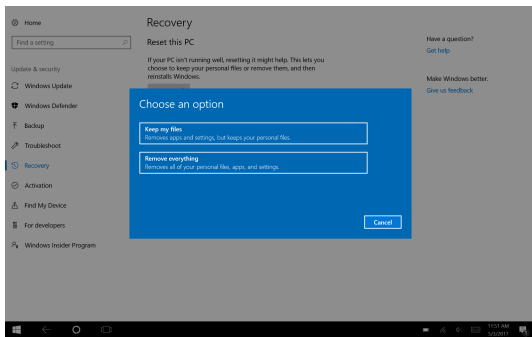 Home
Find a setting
Update & security
Windows Update
Windows Defender
Backup
Troubleshoot
Recovery
Activation
Find My Device
For developers
Windows Insider Program
Recovery
Reset this PC
If your PC isn't running well, resetting it might help. This lets you
choose to keep your personal files or remove them, and then
reinstalls Windows.
Choose an option
Keep my files
Removes apps and settings, but keeps your personal files.
Remove everything
Removes all of your personal files, apps, and settings.
Cancel
Have a question?
Get help
Make Windows better.
Give us feedback
11:51 AM
5/3/2017